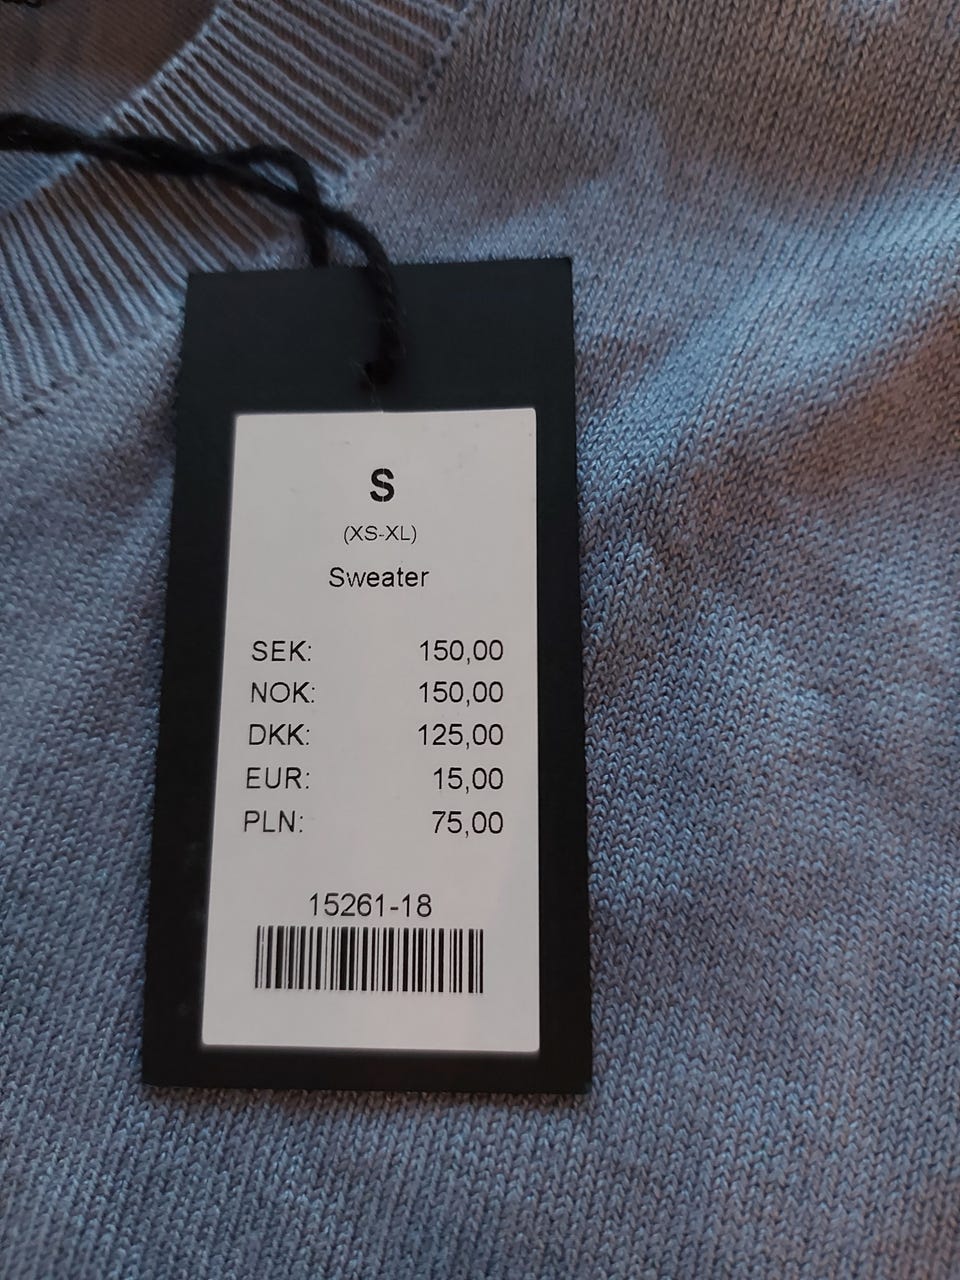 S
(XS-XL)
Sweater
SEK: 150,00
NOK: 150,00
DKK: 125,00
EUR: 15,00
PLN: 75,00
15261-18